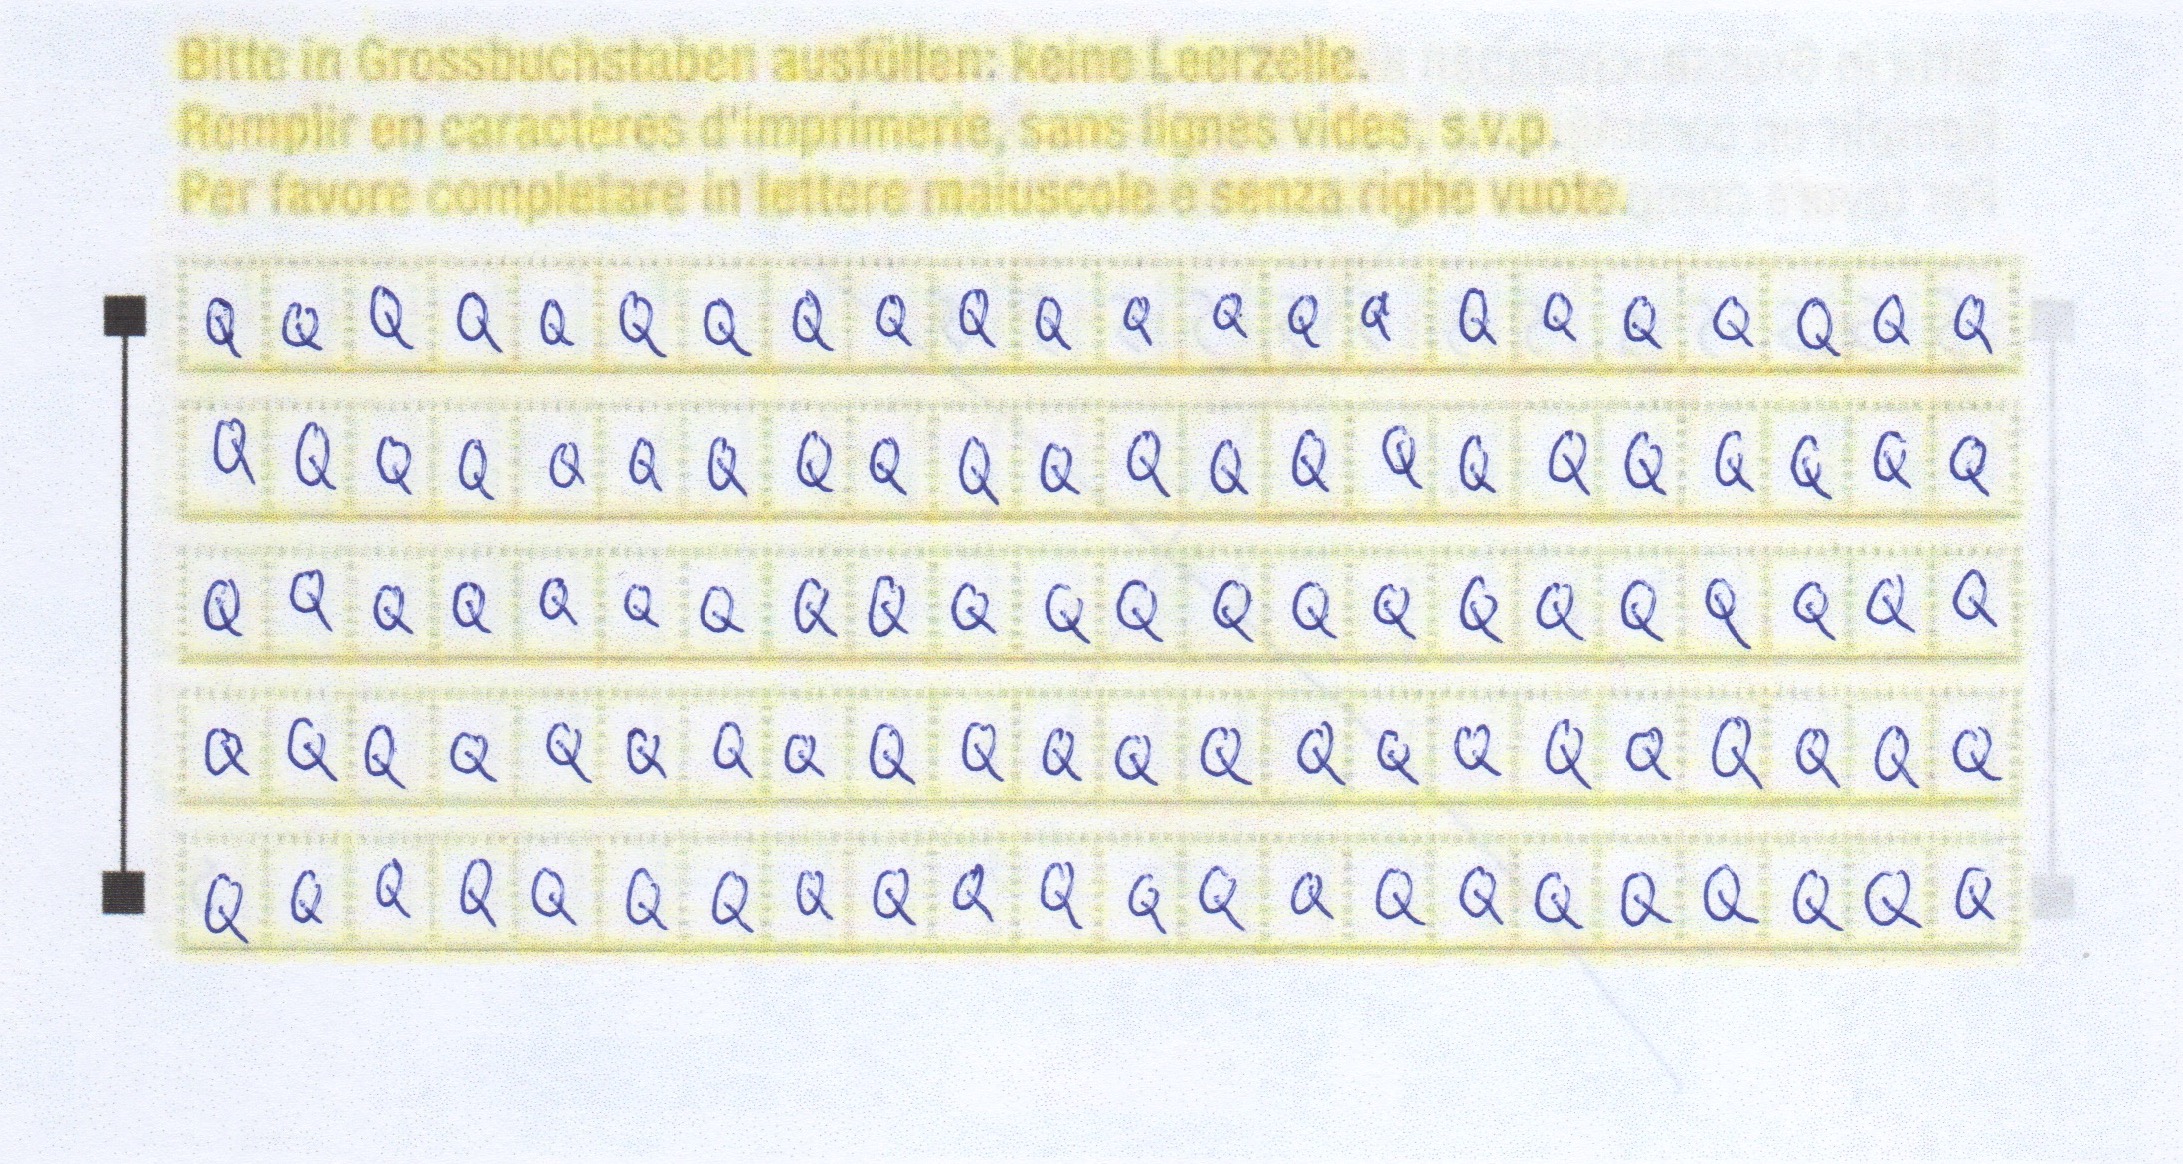 Bitte in Grossbuchstaben ausfüllen: keine Leerzeile.
Remplir en caractères d'imprimerie, sans lignes vides, s.v.p.
Per favore completare in lettere maiuscole e senza righe vuote.
Q Q Q Q Q Q Q Q Q Q Q Q Q Q Q Q Q Q Q Q Q Q
Q Q Q Q Q Q Q Q Q Q Q Q Q Q Q Q Q Q Q Q Q Q
Q Q Q Q Q Q Q Q Q Q Q Q Q Q Q Q Q Q Q Q Q Q
Q Q Q Q Q Q Q Q Q Q Q Q Q Q Q Q Q Q Q Q Q Q
Q Q Q Q Q Q Q Q Q Q Q Q Q Q Q Q Q Q Q Q Q Q